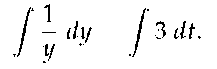 ∫ 1/y dy   ∫ 3 dt.